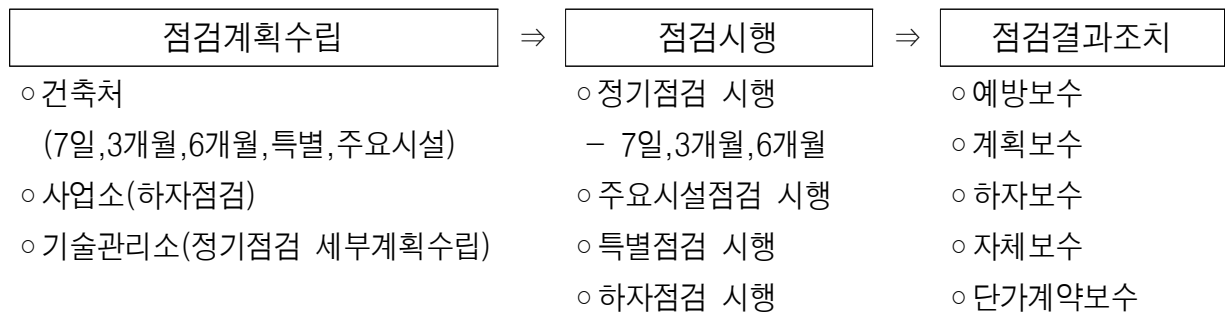 점검계획수립 ⇒ 점검시행 ⇒ 점검결과조치
○건축처
(7일,3개월,6개월,특별,주요시설)
○사업소(하자점검)
○기술관리소(정기점검 세부계획수립)
○정기점검 시행
- 7일,3개월,6개월
○주요시설점검 시행
○특별점검 시행
○하자점검 시행
○예방보수
○계획보수
○하자보수
○자체보수
○단가계약보수